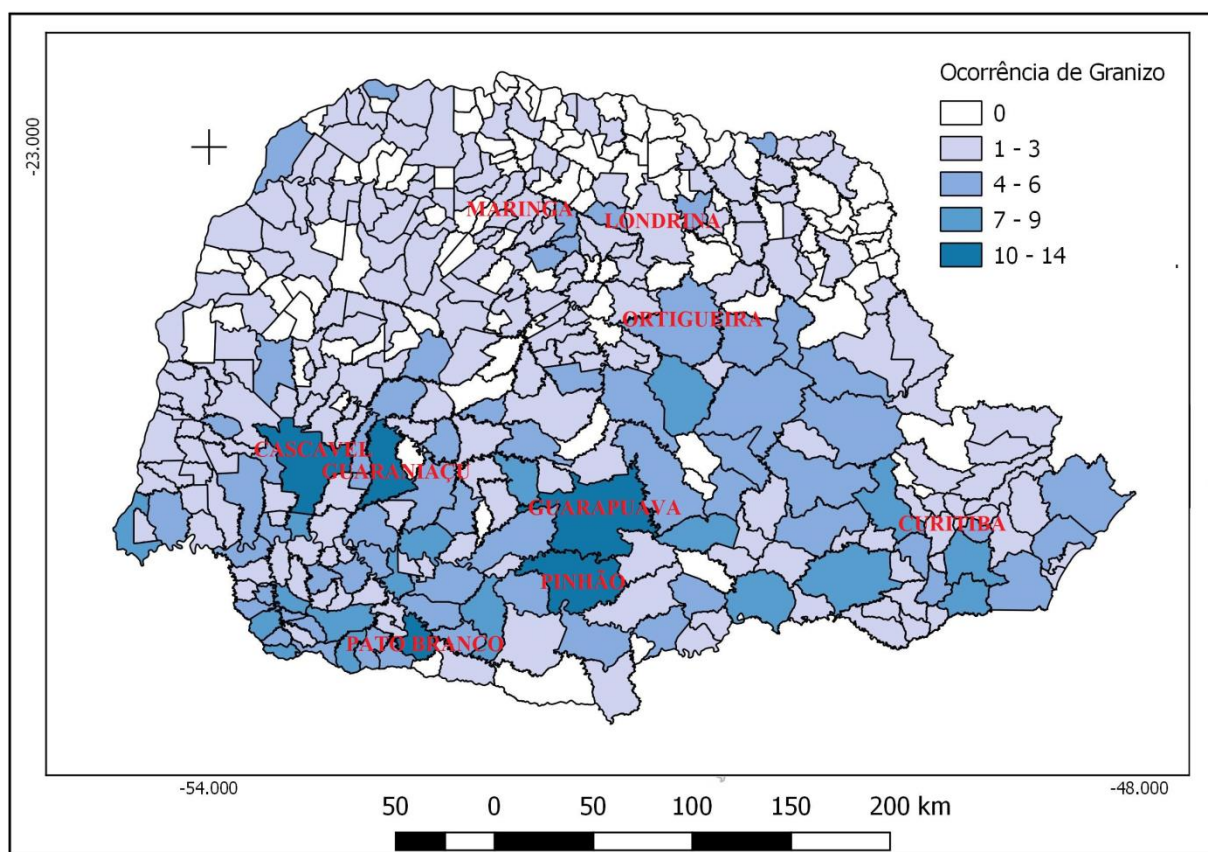 Ocorrência de Granizo
0
1 - 3
4 - 6
7 - 9
10 - 14
-23.000
MARINGA
LONDRINA
ORTIGUEIRA
CASCAVEL
GUARANIAÇU
GUARAPUAVA
CURITIBA
PINHÃO
PATO BRANCO
-54.000
-48.000
50 0 50 100 150 200 km